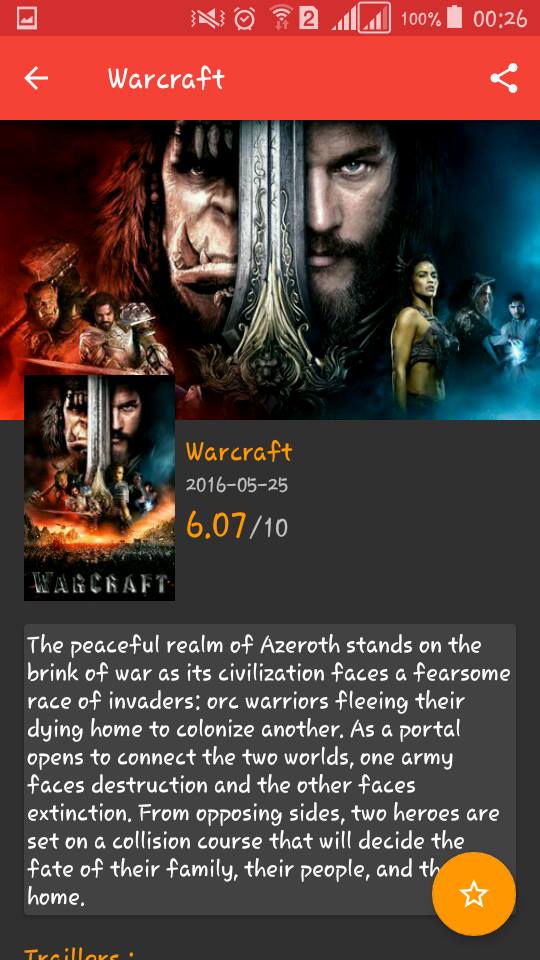 2 100% 00:26
Warcraft
Warcraft
2016-05-25
6.07/10
WARCRAFT
The peaceful realm of Azeroth stands on the
brink of war as its civilization faces a fearsome
race of invaders: orc warriors fleeing their
dying home to colonize another. As a portal
opens to connect the two worlds, one army
faces destruction and the other faces
extinction. From opposing sides, two heroes are
set on a collision course that will decide the
fate of their family, their people, and
home.
Traillers :